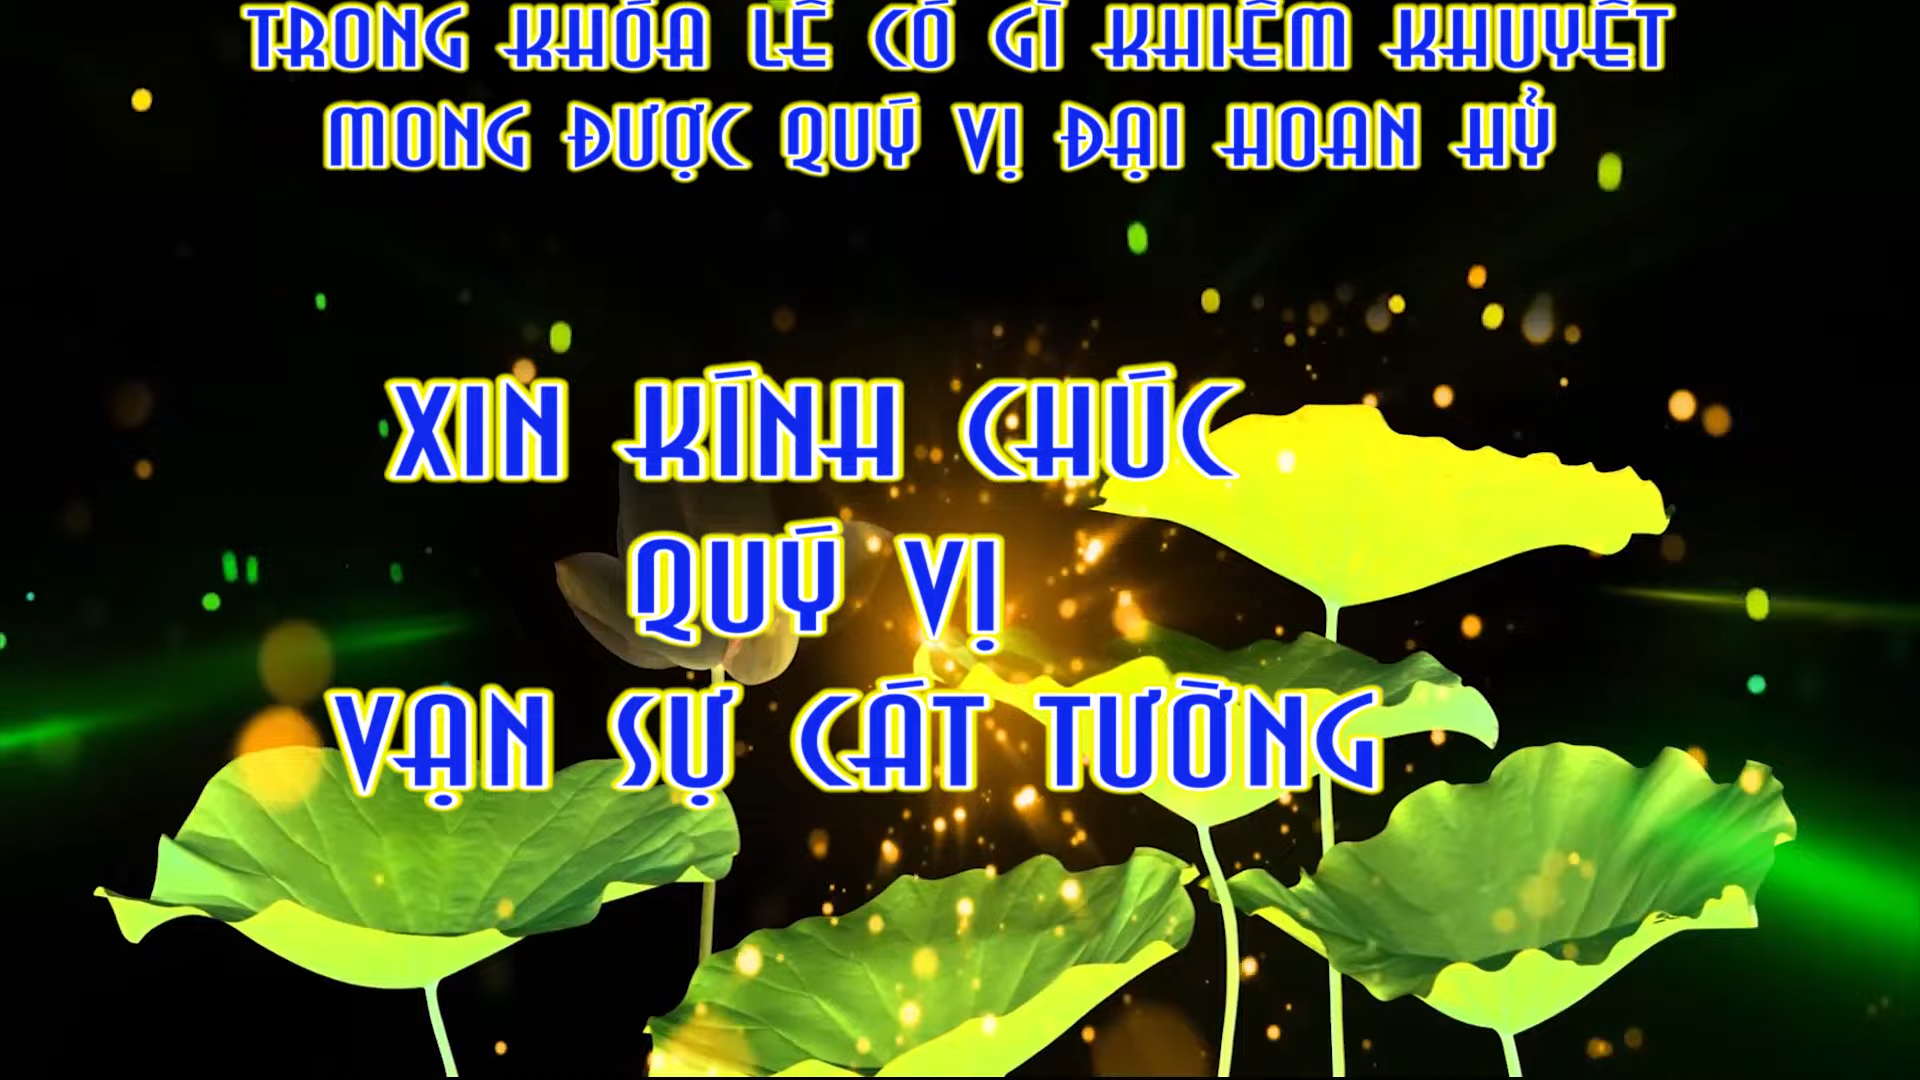 TRONG KHÓA LỄ CÓ GÌ KHIẾM KHUYẾT
MONG ĐƯỢC QUÝ VỊ ĐẠI HOAN HỶ
XIN KÍNH CHÚC
QUÝ VỊ
VẠN SỰ CÁT TƯỜNG